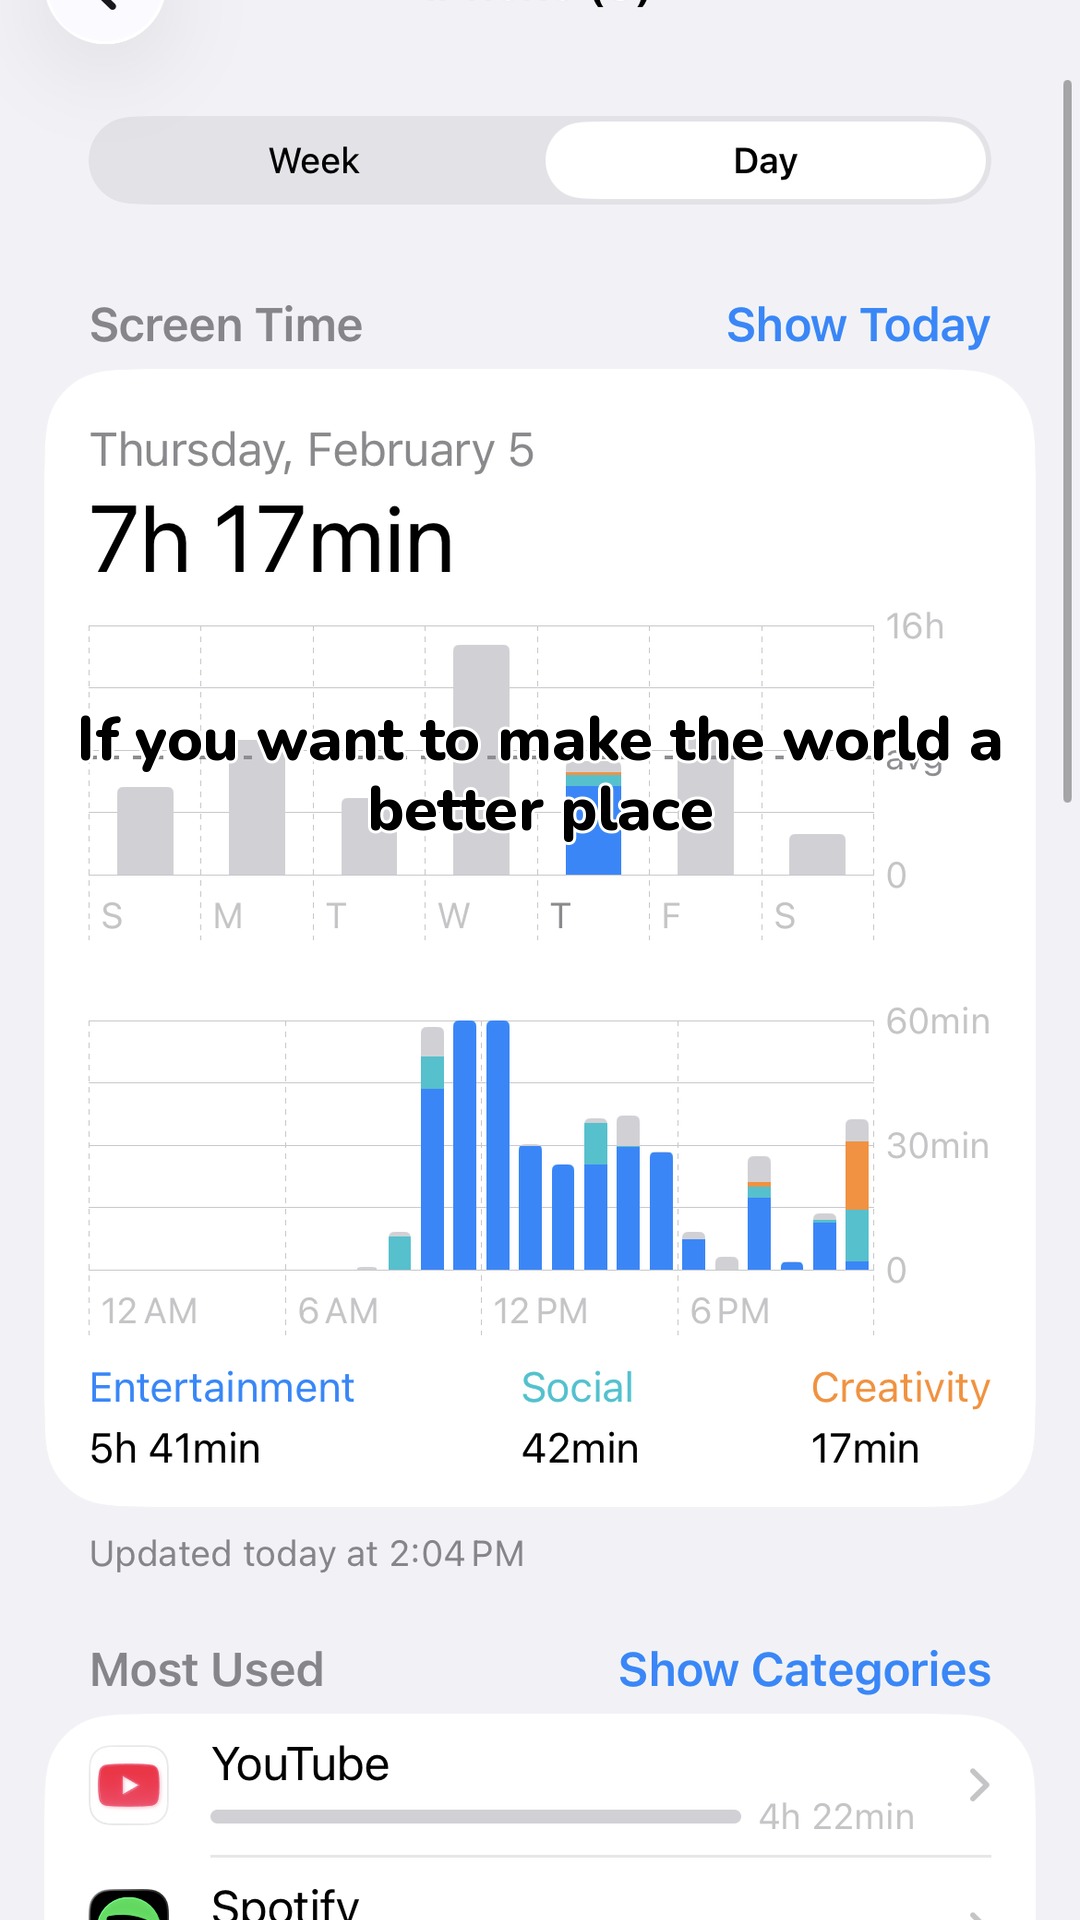 Week
Day
Screen Time
Show Today
Thursday, February 5
7h 17min
16h
If you want to make the world a
better place
avg
0
S M T W T F S
60min
30min
0
12 AM 6 AM 12 PM 6 PM
Entertainment Social Creativity
5h 41min 42min 17min
Updated today at 2:04 PM
Most Used
Show Categories
YouTube
4h 22min
Spotify